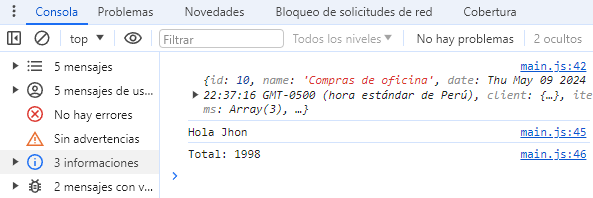 Consola Problemas Novedades Bloqueo de solicitudes de red Cobertura
top Filtrar Todos los niveles No hay problemas 2 ocultos
5 mensajes
5 mensajes de us...
No hay errores
Sin advertencias
3 informaciones
2 mensajes con v...
main.js:42
{id: 10, name: 'Compras de oficina', date: Thu May 09 2024
22:37:16 GMT-0500 (hora estándar de Perú), client: {…}, ite
ms: Array(3), …}
Hola Jhon main.js:45
Total: 1998 main.js:46